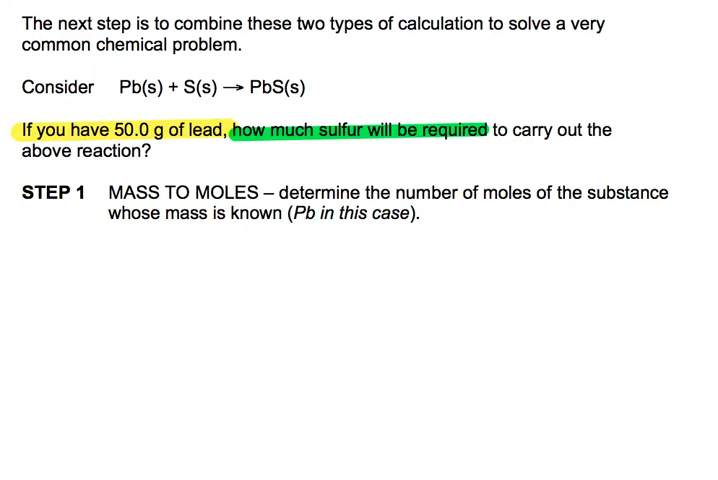 The next step is to combine these two types of calculation to solve a very
common chemical problem.
Consider Pb(s) + S(s) → PbS(s)
If you have 50.0 g of lead, how much sulfur will be required to carry out the
above reaction?
STEP 1 MASS TO MOLES – determine the number of moles of the substance
whose mass is known (Pb in this case).